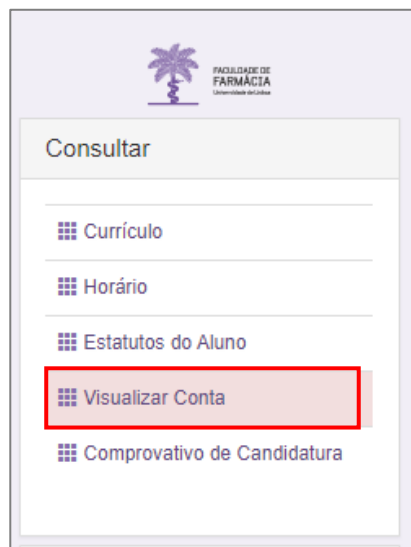 FACULDADE DE
FARMÁCIA
Universidade de Lisboa
Consultar
Currículo
Horário
Estatutos do Aluno
Visualizar Conta
Comprovativo de Candidatura